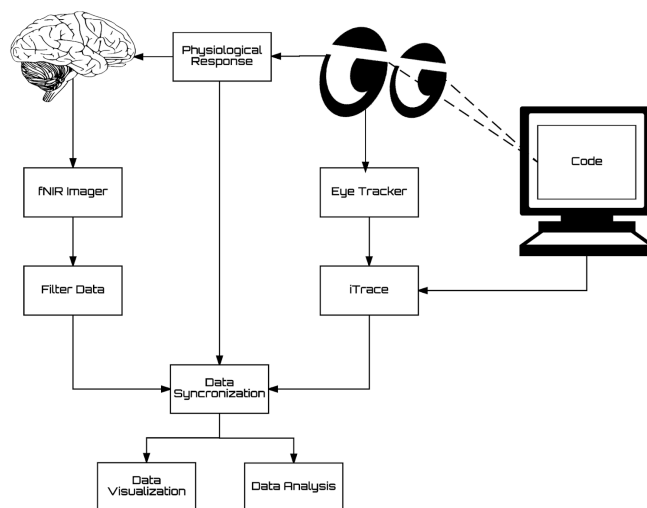 Physiological
Response
Code
fNIR Imager
Eye Tracker
Filter Data
iTrace
Data
Syncronization
Data
Visualization
Data Analysis